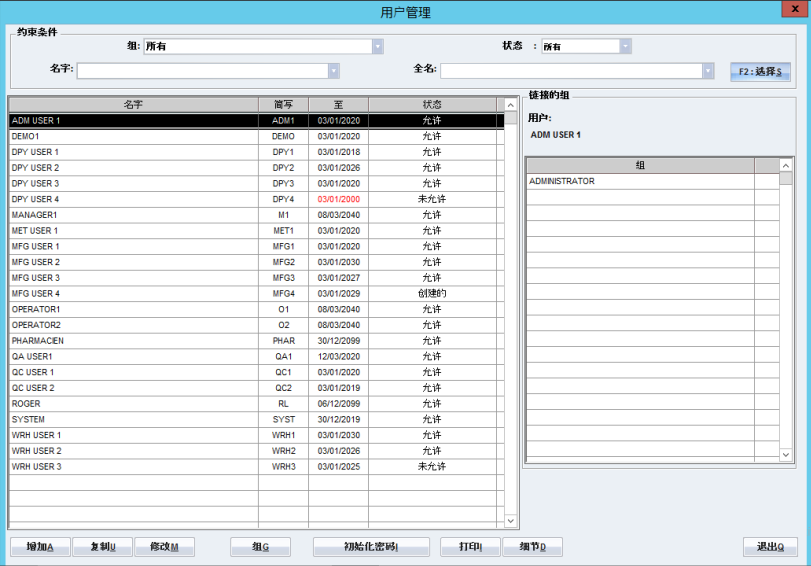 用户管理
x
约束条件
组: 所有
状态 : 所有
名字:
全名:
F2 : 选择S
名字 简写 至 状态
ADM USER 1 ADM1 03/01/2020 允许
DEMO1 DEMO 03/01/2020 允许
DPY USER 1 DPY1 03/01/2018 允许
DPY USER 2 DPY2 03/01/2026 允许
DPY USER 3 DPY3 03/01/2020 允许
DPY USER 4 DPY4 03/01/2000 未允许
MANAGER1 M1 08/03/2040 允许
MET USER 1 MET1 03/01/2020 允许
MFG USER 1 MFG1 03/01/2020 允许
MFG USER 2 MFG2 03/01/2030 允许
MFG USER 3 MFG3 03/01/2027 允许
MFG USER 4 MFG4 03/01/2029 创建的
OPERATOR1 O1 08/03/2040 允许
OPERATOR2 O2 08/03/2040 允许
PHARMACIEN PHAR 30/12/2099 允许
QA USER1 QA1 12/03/2020 允许
QC USER 1 QC1 03/01/2020 允许
QC USER 2 QC2 03/01/2019 允许
ROGER RL 06/12/2099 允许
SYSTEM SYST 30/12/2019 允许
WRH USER 1 WRH1 03/01/2030 允许
WRH USER 2 WRH2 03/01/2026 允许
WRH USER 3 WRH3 03/01/2025 未允许
链接的组
用户:
ADM USER 1
组
ADMINISTRATOR
增加A 复制U 修改M 组G 初始化密码I 打印I 细节D 退出Q